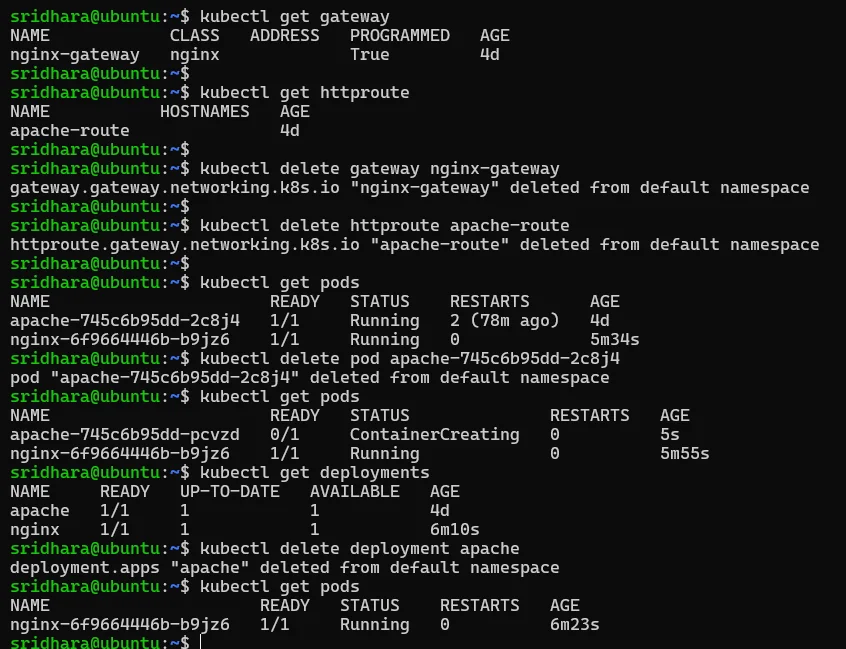 sridhara@ubuntu:~$ kubectl get gateway
NAME            CLASS   ADDRESS   PROGRAMMED   AGE
nginx-gateway   nginx             True         4d
sridhara@ubuntu:~$
sridhara@ubuntu:~$ kubectl get httproute
NAME           HOSTNAMES   AGE
apache-route               4d
sridhara@ubuntu:~$
sridhara@ubuntu:~$ kubectl delete gateway nginx-gateway
gateway.gateway.networking.k8s.io "nginx-gateway" deleted from default namespace
sridhara@ubuntu:~$
sridhara@ubuntu:~$ kubectl delete httproute apache-route
httproute.gateway.networking.k8s.io "apache-route" deleted from default namespace
sridhara@ubuntu:~$
sridhara@ubuntu:~$ kubectl get pods
NAME                      READY   STATUS    RESTARTS      AGE
apache-745c6b95dd-2c8j4   1/1     Running   2 (78m ago)   4d
nginx-6f9664446b-b9jz6    1/1     Running   0             5m34s
sridhara@ubuntu:~$ kubectl delete pod apache-745c6b95dd-2c8j4
pod "apache-745c6b95dd-2c8j4" deleted from default namespace
sridhara@ubuntu:~$ kubectl get pods
NAME                      READY   STATUS              RESTARTS   AGE
apache-745c6b95dd-pcvzd   0/1     ContainerCreating   0          5s
nginx-6f9664446b-b9jz6    1/1     Running             0          5m55s
sridhara@ubuntu:~$ kubectl get deployments
NAME     READY   UP-TO-DATE   AVAILABLE   AGE
apache   1/1     1            1           4d
nginx    1/1     1            1           6m10s
sridhara@ubuntu:~$ kubectl delete deployment apache
deployment.apps "apache" deleted from default namespace
sridhara@ubuntu:~$ kubectl get pods
NAME                     READY   STATUS    RESTARTS   AGE
nginx-6f9664446b-b9jz6   1/1     Running   0          6m23s
sridhara@ubuntu:~$